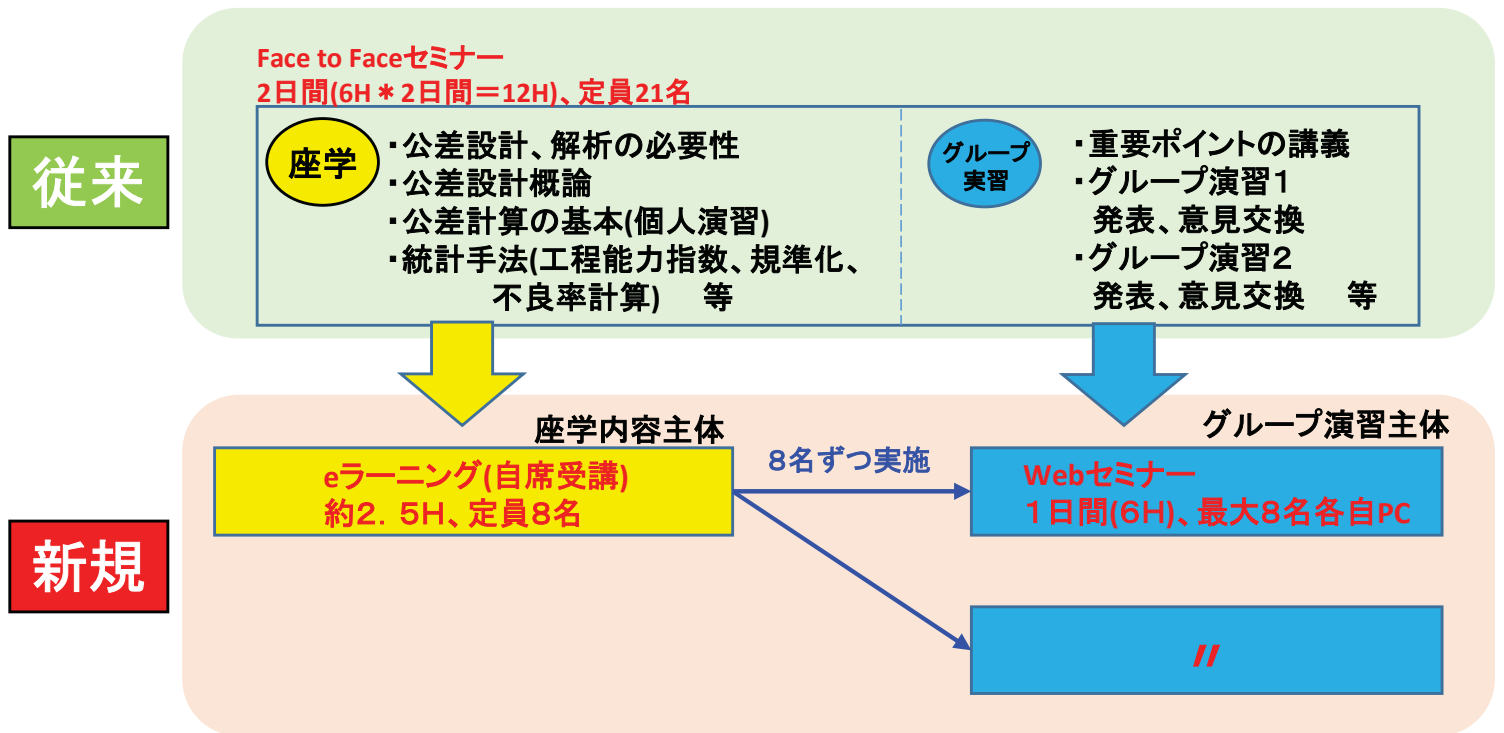 Face to Faceセミナー
2日間(6H＊2日間＝12H)、定員21名
従来
座学
・公差設計、解析の必要性
・公差設計概論
・公差計算の基本(個人演習)
・統計手法(工程能力指数、規準化、
不良率計算)　等
グループ
実習
・重要ポイントの講義
・グループ演習１
発表、意見交換
・グループ演習２
発表、意見交換　等
新規
座学内容主体
eラーニング(自席受講)
約２．５H、定員８名
８名ずつ実施
グループ演習主体
Webセミナー
１日間(６H)、最大８名各自PC
〃